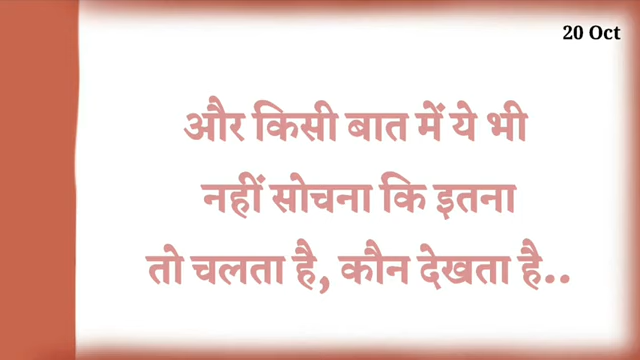 20 Oct
और किसी बात में ये भी
नहीं सोचना कि इतना
तो चलता है, कौन देखता है..